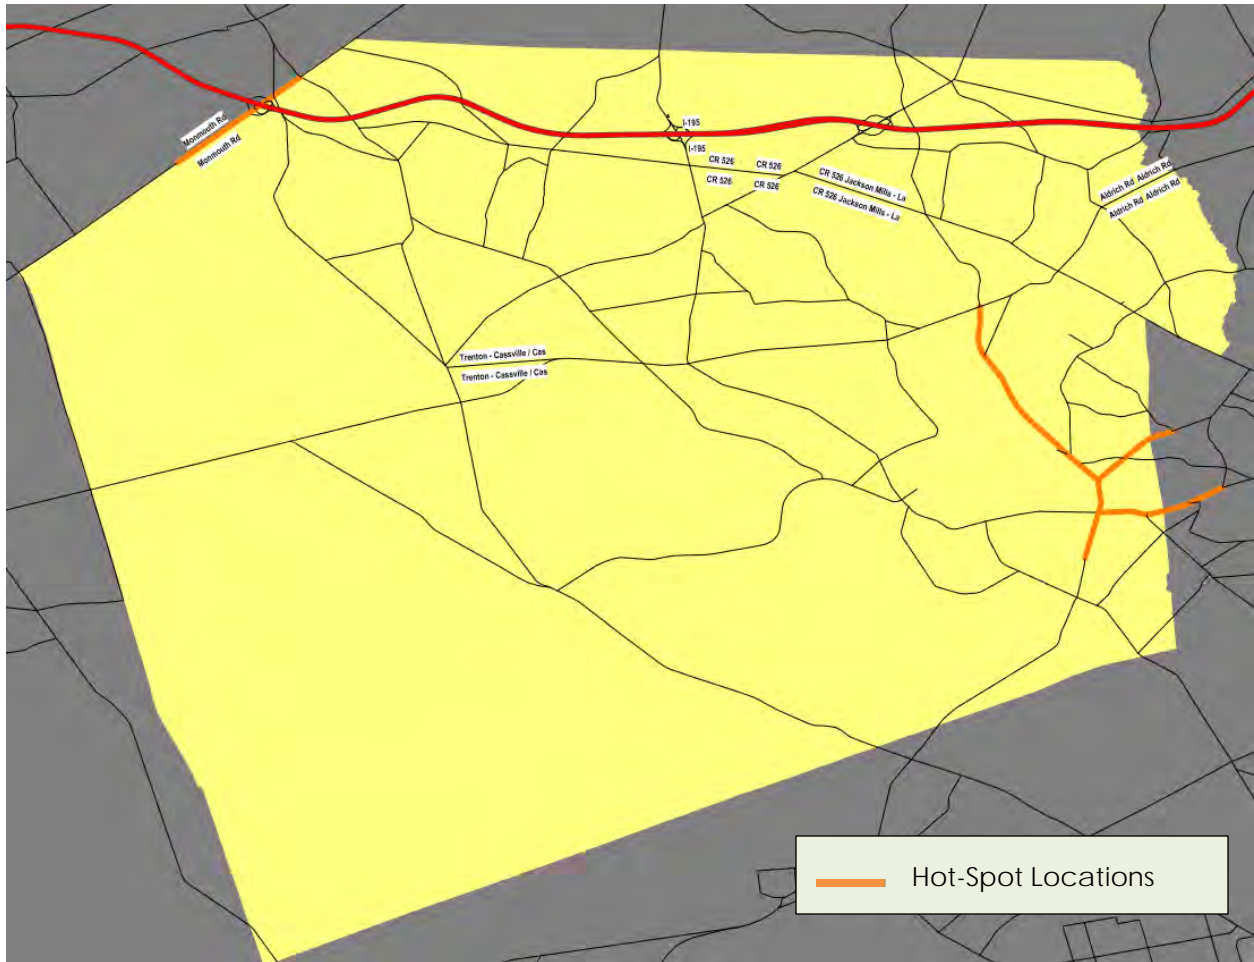 Monmouth Rd
Monmouth Rd
I-195
I-195
CR 526 CR 526
CR 526 CR 526
CR 526 Jackson Mills - La
CR 526 Jackson Mills - La
Aldrich Rd Aldrich Rd
Aldrich Rd Aldrich Rd
Trenton - Cassville / Cas
Trenton - Cassville / Cas
Hot-Spot Locations